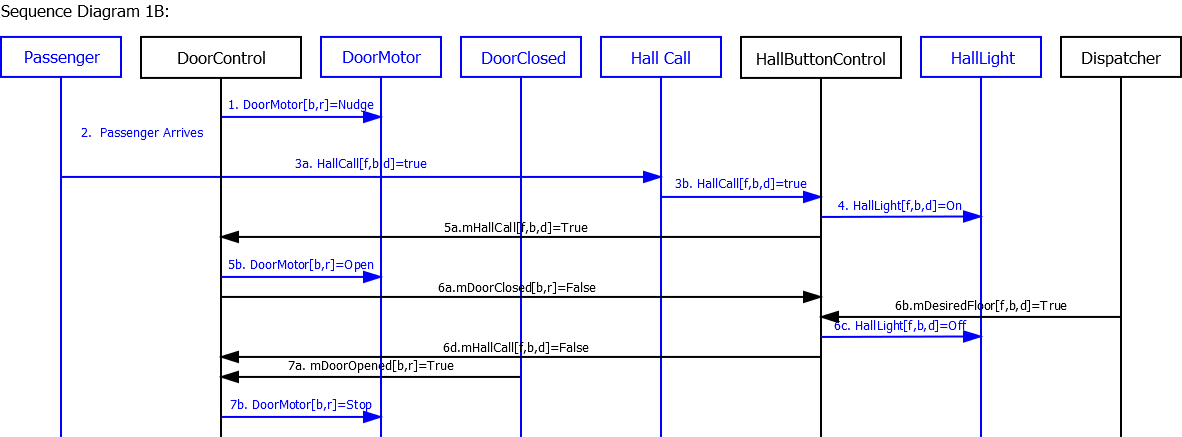 Sequence Diagram 1B:
Passenger
DoorControl
DoorMotor
DoorClosed
Hall Call
HallButtonControl
HallLight
Dispatcher
1. DoorMotor[b,r]=Nudge
2. Passenger Arrives
3a. HallCall[f,b,d]=true
3b. HallCall[f,b,d]=true
4. HallLight[f,b,d]=On
5a.mHallCall[f,b,d]=True
5b. DoorMotor[b,r]=Open
6a.mDoorClosed[b,r]=False
6b.mDesiredFloor[f,b,d]=True
6c. HallLight[f,b,d]=Off
6d.mHallCall[f,b,d]=False
7a. mDoorOpened[b,r]=True
7b. DoorMotor[b,r]=Stop